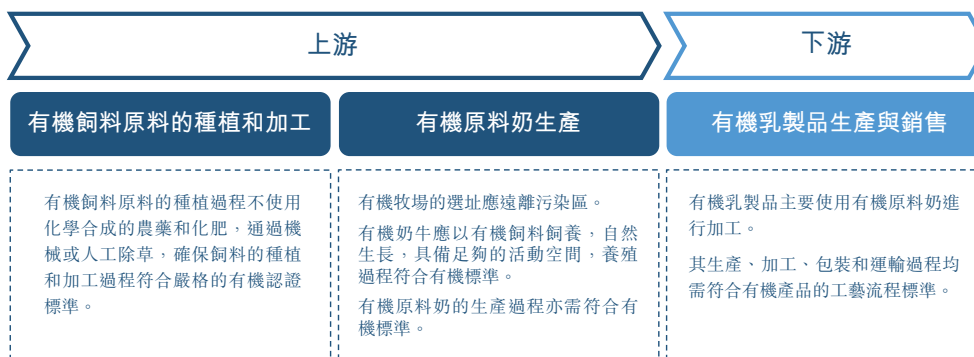 上游
下游
有機飼料原料的種植和加工
有機原料奶生產
有機乳製品生產與銷售
有機飼料原料的種植過程不使用
化學合成的農藥和化肥，通過機
械或人工除草，確保飼料的種植
和加工過程符合嚴格的有機認證
標準。
有機牧場的選址應遠離污染區。
有機奶牛應以有機飼料飼養，自然
生長，具備足夠的活動空間，養殖
過程符合有機標準。
有機原料奶的生產過程亦需符合有
機標準。
有機乳製品主要使用有機原料奶進
行加工。
其生產、加工、包裝和運輸過程均
需符合有機產品的工藝流程標準。